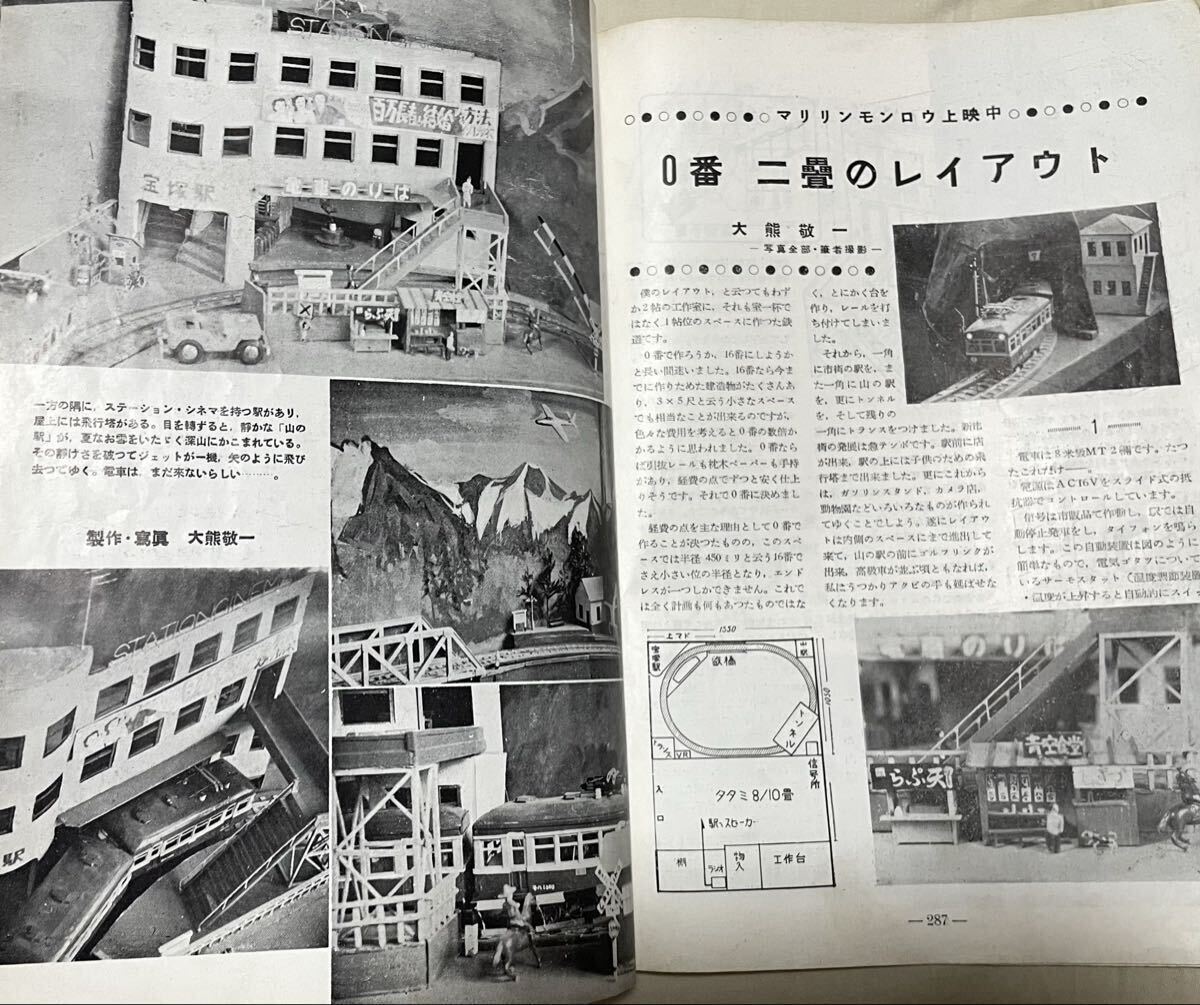 STATIONCINEMA
百万長者と結婚する方法
宝塚駅
電車のりば
らぷ天
一方の隅に，ステーション・シネマを持つ駅があり，
屋上には飛行塔がある。目を轉ずると，靜かな「山の
駅」が，夏なお雪をいたゞく深山にかこまれている。
その靜けさを破つてジェットが一機，矢のように飛び
去つてゆく。電車は，まだ来ないらしい………。
製作・寫眞　大熊敬一
STATIONCINEMA
駅
○●○●○●○●○●○マリリンモンロウ上映中○●○●○●○●○●
0番　二疊のレイアウト
大熊敬一
―写真全部・筆者撮影―
僕のレイアウト，と云つてもわず
か2帖の工作室に，それも室一杯で
はなく1帖位のスペースに作つた鉄
道です。
0番で作ろうか，16番にしようか
と長い間迷いました。16番なら今ま
でに作りためた建造物がたくさんあ
り，3×5尺と云う小さなスペース
でも相当なことが出来るのですが，
色々な費用を考えると0番の数倍か
かるように思われました。0番なら
ば引抜レールも枕木ペーパーも手持
があり，経費の点でずつと安く仕上
りそうです。それで0番に決めまし
た。
経費の点を主な理由として0番で
作ることが決つたものの，このスペ
ースでは半径450ミリと云う16番で
さえ小さい位の半径となり，エンド
レスが一つしかできません。これで
は全く計画も何もあつたものではな
く，とにかく台を
作り，レールを打
ち付けてしまいま
した。
それから，一角
に市街の駅を，ま
た一角に山の駅
を，更にトンネル
を，そして残りの
一角にトランスをつけました。新市
街の発展は急テンポです。駅前に店
が出来，駅の上には子供のための飛
行塔まで出来ました。更にこれから
は，ガソリンスタンド，カメラ店，
動物園などいろいろなものが作られ
てゆくことでしょう。遂にレイアウ
トは内側のスペースにまで進出して
来て，山の駅の前にゴルフリンクが
出来，高級車が並ぶ頃ともなれば，
私はうつかりアクビの手も延ばせな
くなります。
― 1 ―
電車は8米級MT2輛です。たつ
たこれだけ―。
電源はAC16Vをスライド式の抵
抗器でコントロールしています。
信号は市販品で作動し，駅では自
動停止発車をし，タイフォンを鳴ら
します。この自動装置は図のように
簡単なもので，電気ゴタツについて
いるサーモスタット（温度調節装置
・温度が上昇すると自動的にスイッ
上マド
1550
宝塚駅
鉄橋
山ノ駅
1050
トンネル
トランス
VR
信号所
入口
タタミ8/10畳
駅、スピーカー
棚
ラジオ
物入
工作台
のりは
青空食堂
らぷ天
―287―